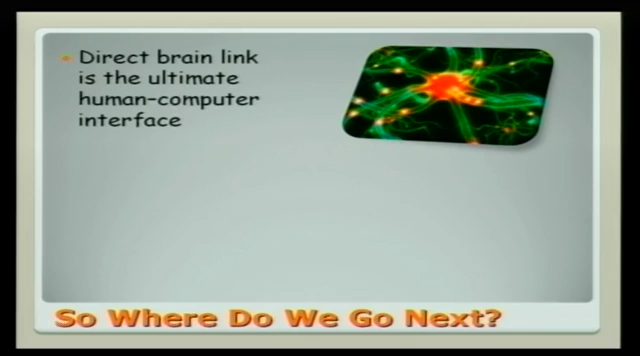 Direct brain link
is the ultimate
human-computer
interface
So Where Do We Go Next?